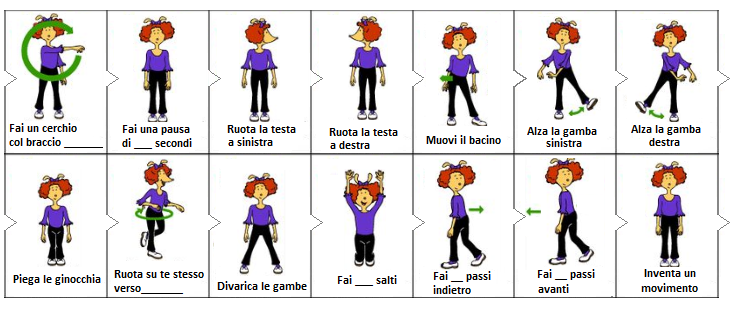 Fai un cerchio
col braccio _______
Fai una pausa
di ___ secondi
Ruota la testa
a sinistra
Ruota la testa
a destra
Muovi il bacino
Alza la gamba
sinistra
Alza la gamba
destra
Piega le ginocchia
Ruota su te stesso
verso________
Divarica le gambe
Fai ___ salti
Fai __ passi
indietro
Fai __ passi
avanti
Inventa un
movimento